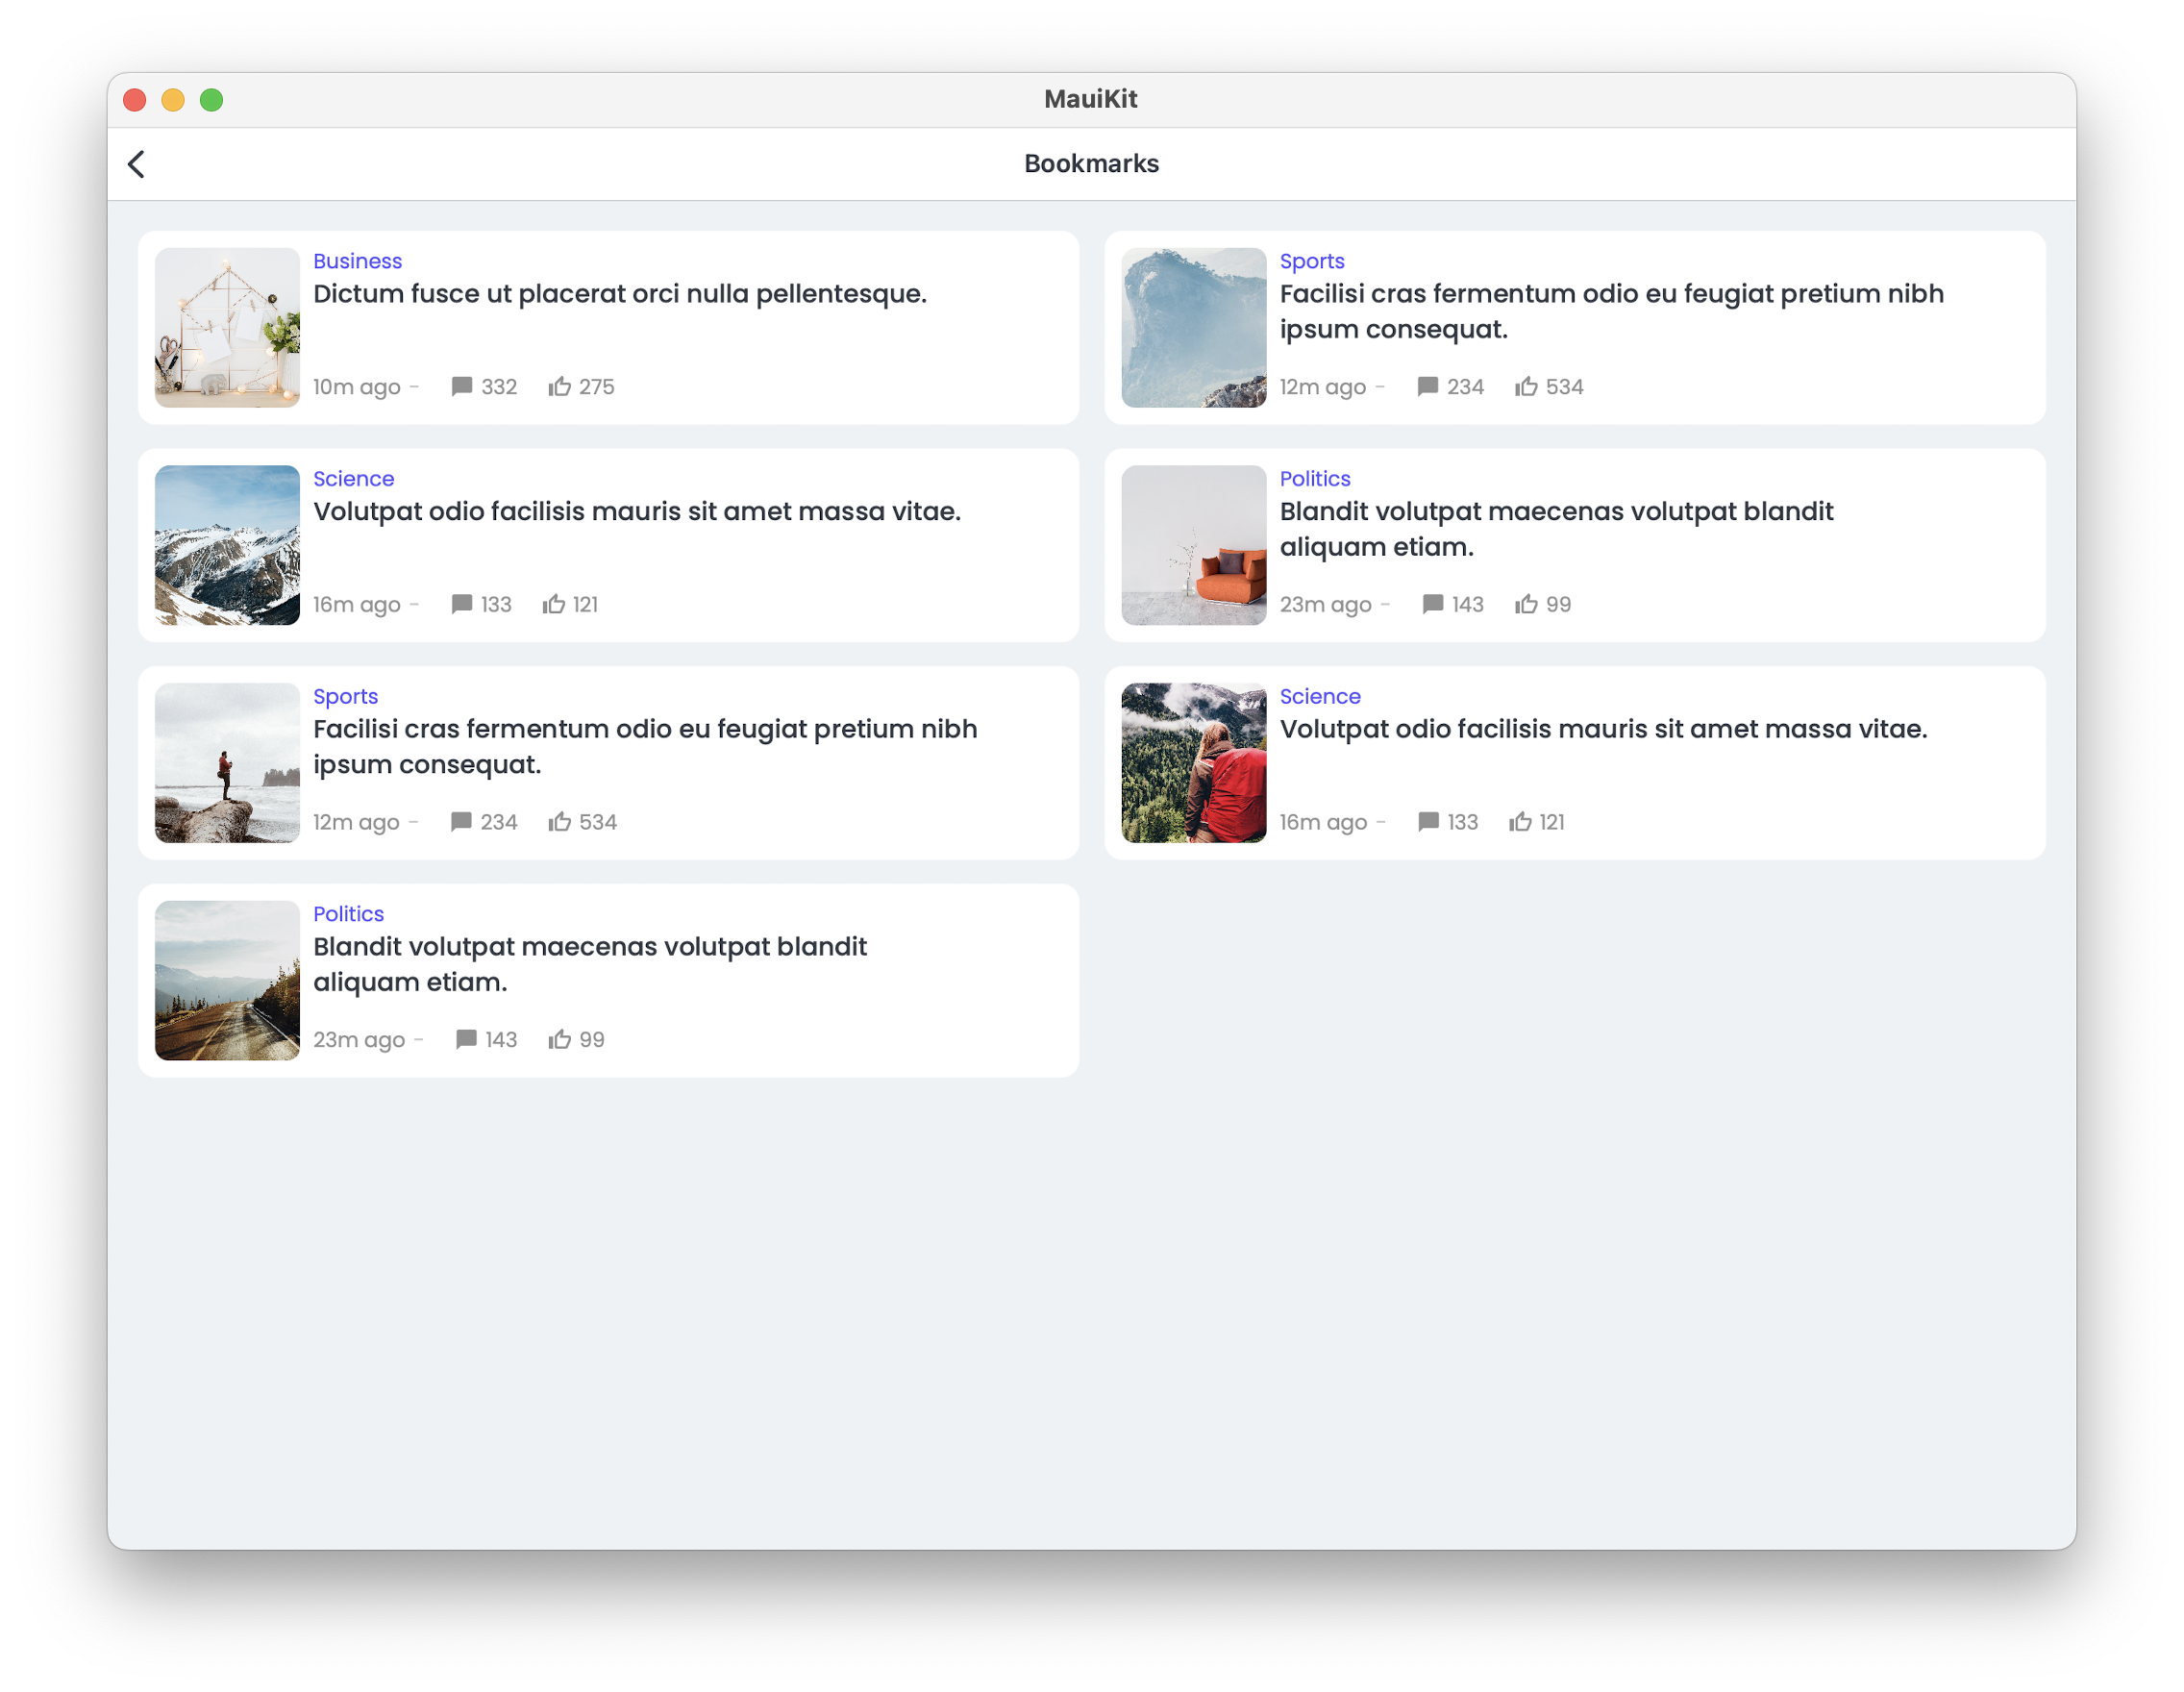 MauiKit
Bookmarks
Business
Dictum fusce ut placerat orci nulla pellentesque.
10m ago - 332 275
Sports
Facilisi cras fermentum odio eu feugiat pretium nibh
ipsum consequat.
12m ago - 234 534
Science
Volutpat odio facilisis mauris sit amet massa vitae.
16m ago - 133 121
Politics
Blandit volutpat maecenas volutpat blandit
aliquam etiam.
23m ago - 143 99
Sports
Facilisi cras fermentum odio eu feugiat pretium nibh
ipsum consequat.
12m ago - 234 534
Science
Volutpat odio facilisis mauris sit amet massa vitae.
16m ago - 133 121
Politics
Blandit volutpat maecenas volutpat blandit
aliquam etiam.
23m ago - 143 99